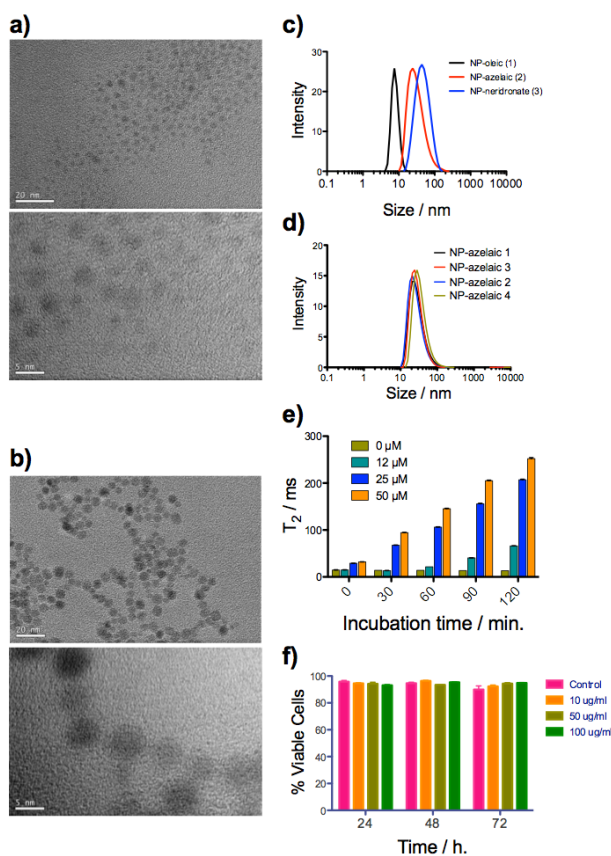 a)
20 nm
5 nm
b)
20 nm
5 nm
c)
30
20
10
0
Intensity
0.1 1 10 100 1000 10000
Size / nm
NP-oleic (1)
NP-azelaic (2)
NP-neridronate (3)
d)
20
15
10
5
0
Intensity
0.1 1 10 100 1000 10000
Size / nm
NP-azelaic 1
NP-azelaic 3
NP-azelaic 2
NP-azelaic 4
e)
300
200
100
0
T₂ / ms
0 µM
12 µM
25 µM
50 µM
0 30 60 90 120
Incubation time / min.
f)
100
80
60
40
20
0
% Viable Cells
24 48 72
Time / h.
Control
10 ug/ml
50 ug/ml
100 ug/ml